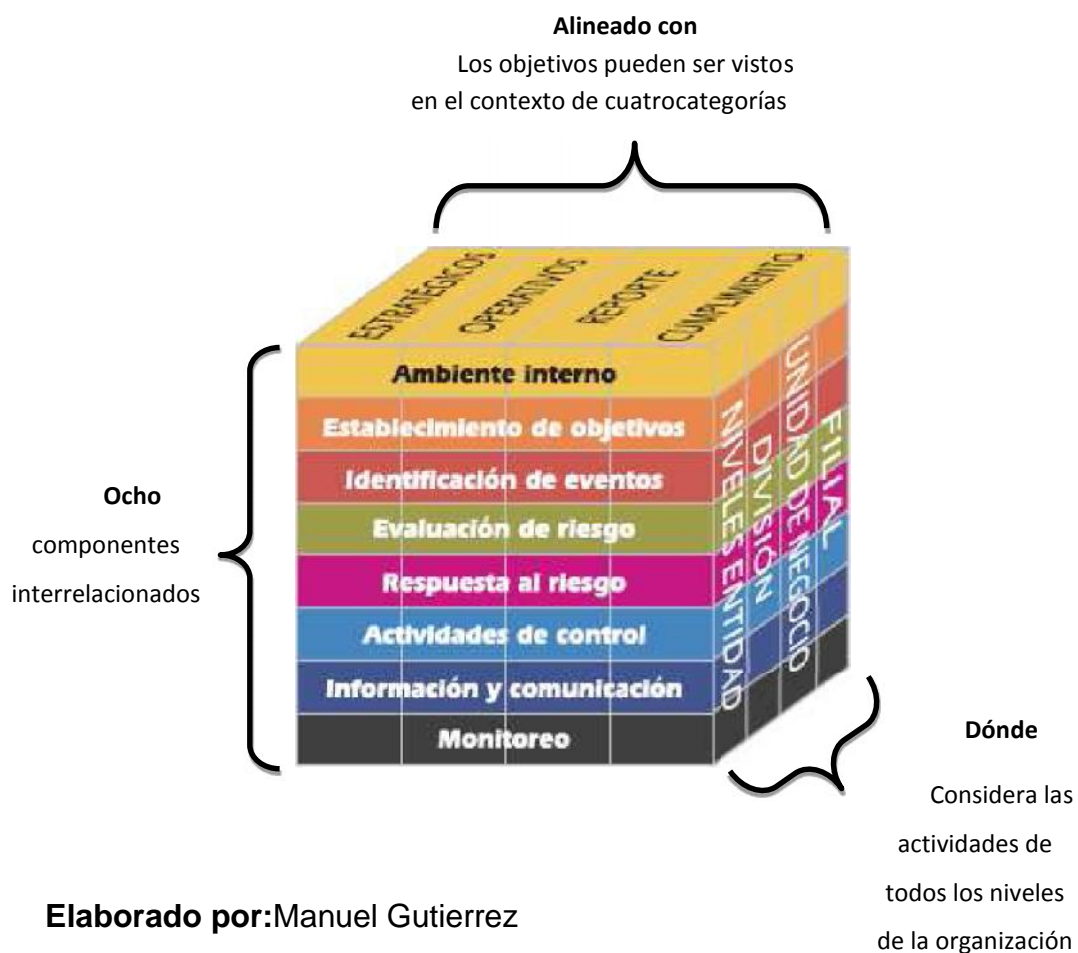 Alineado con
Los objetivos pueden ser vistos
en el contexto de cuatrocategorías
ESTRATÉGICOS
OPERATIVOS
REPORTE
CUMPLIMIENTO
Ambiente interno
Establecimiento de objetivos
Identificación de eventos
Evaluación de riesgo
Respuesta al riesgo
Actividades de control
Información y comunicación
Monitoreo
NIVELES ENTIDAD
DIVISIÓN
UNIDAD DE NEGOCIO
FILIAL
Ocho
componentes
interrelacionados
Dónde
Considera las
actividades de
todos los niveles
de la organización
Elaborado por:Manuel Gutierrez